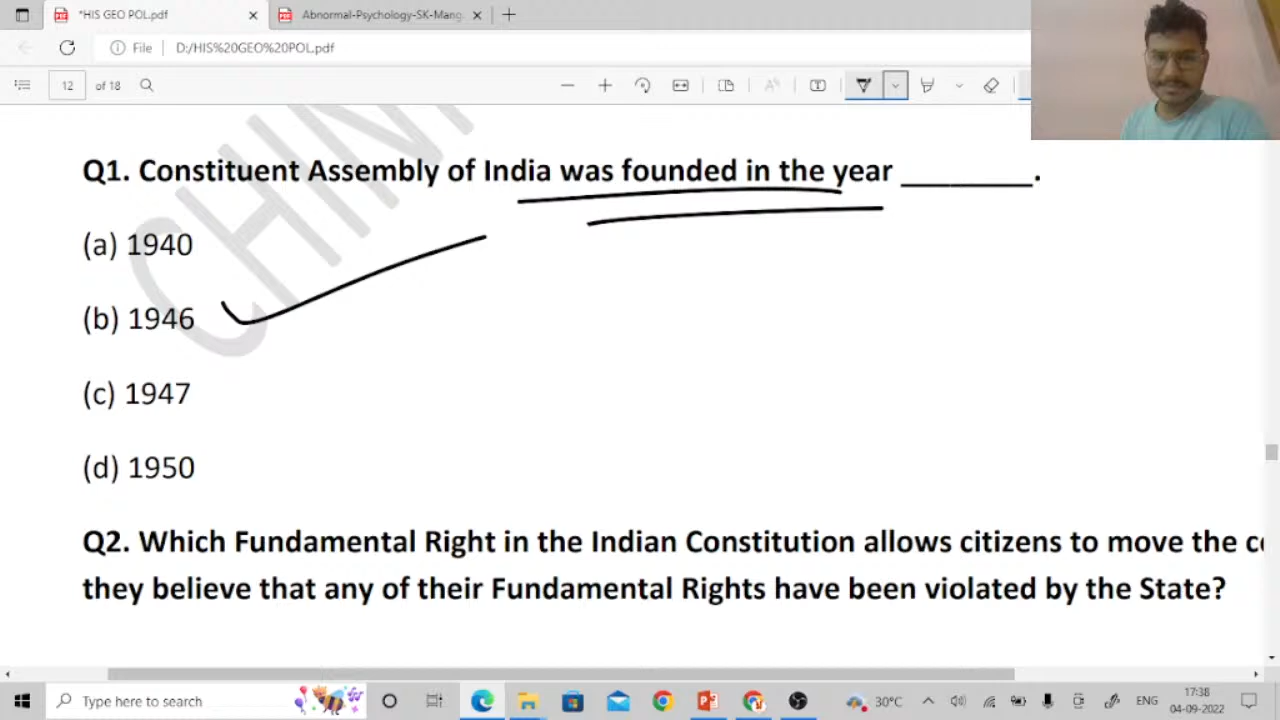 *HIS GEO POL.pdf
Abnormal-Psychology-SK-Mang
File
D:/HIS%20GEO%20POL.pdf
12 of 18
Q1. Constituent Assembly of India was founded in the year ________.
(a) 1940
(b) 1946
(c) 1947
(d) 1950
Q2. Which Fundamental Right in the Indian Constitution allows citizens to move the
they believe that any of their Fundamental Rights have been violated by the State?
Type here to search
30°C
ENG
17:38
04-09-2022